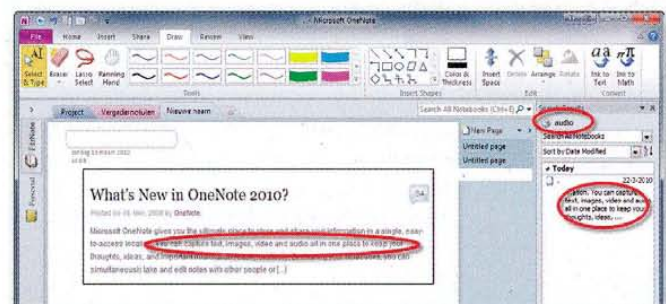 Microsoft OneNote
File Home Insert Share Draw Review View
Select & Type
Eraser
Lasso Select
Panning Hand
Color & Thickness
Insert Space
Delete
Arrange
Rotate
Ink to Text
Ink to Math
Tools
Insert Shapes
Edit
Convert
Project Vergadernotulen Nieuwe naam
Search All Notebooks (Ctrl+E)
Search Results
New Page
Untitled page
Untitled page
audio
Search All Notebooks
Sort by Date Modified
Today
22-3-2010
text, images, video and audio
all in one place to keep your
thoughts, ideas, ...
Personal
What's New in OneNote 2010?
Posted on by OneNote
Microsoft OneNote gives you the ultimate place to store and share your information in a single, easy-
to-access location. You can capture text, images, video and audio all in one place to keep your
thoughts, ideas, and important
simultaneously take and edit notes with other people or [...]